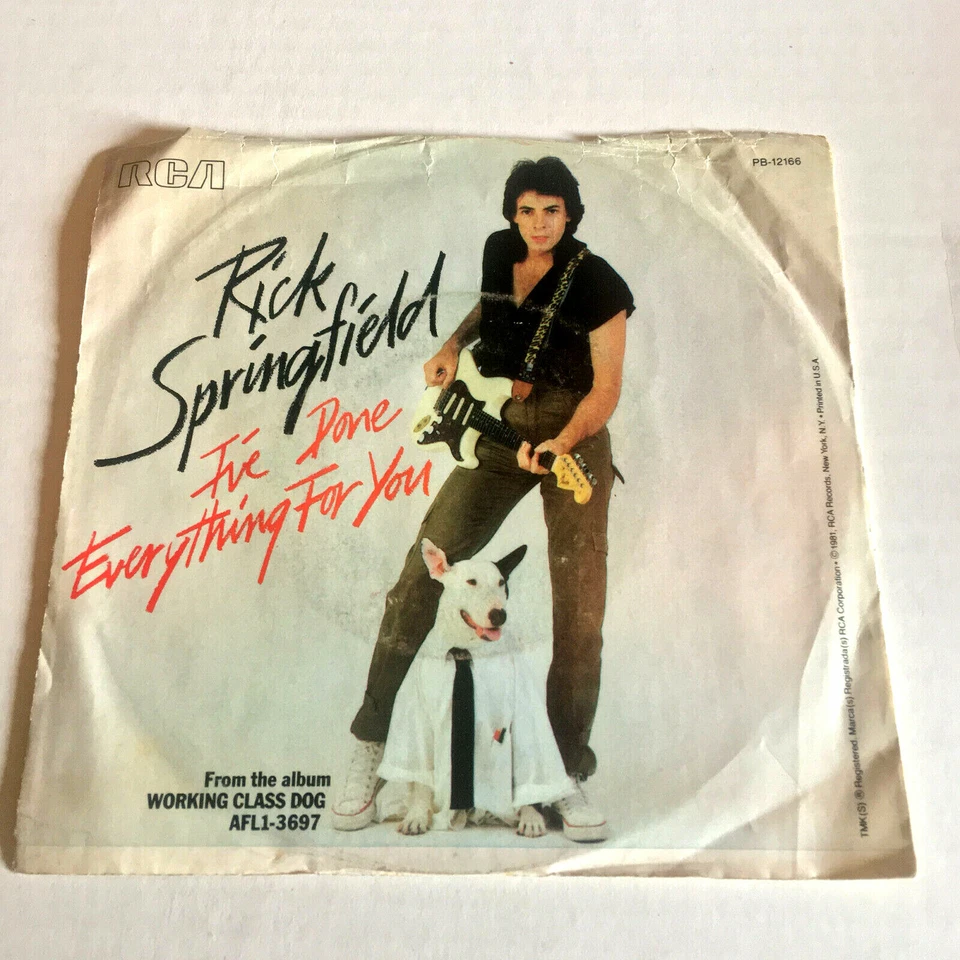 RCA
PB-12166
Rick
Springfield
I've Done
Everything For You
From the album
WORKING CLASS DOG
AFL1-3697
TMK(S) ® Registered. Marca(s) Registrada(s) RCA Corporation • © 1981, RCA Records, New York, N.Y. • Printed in U.S.A